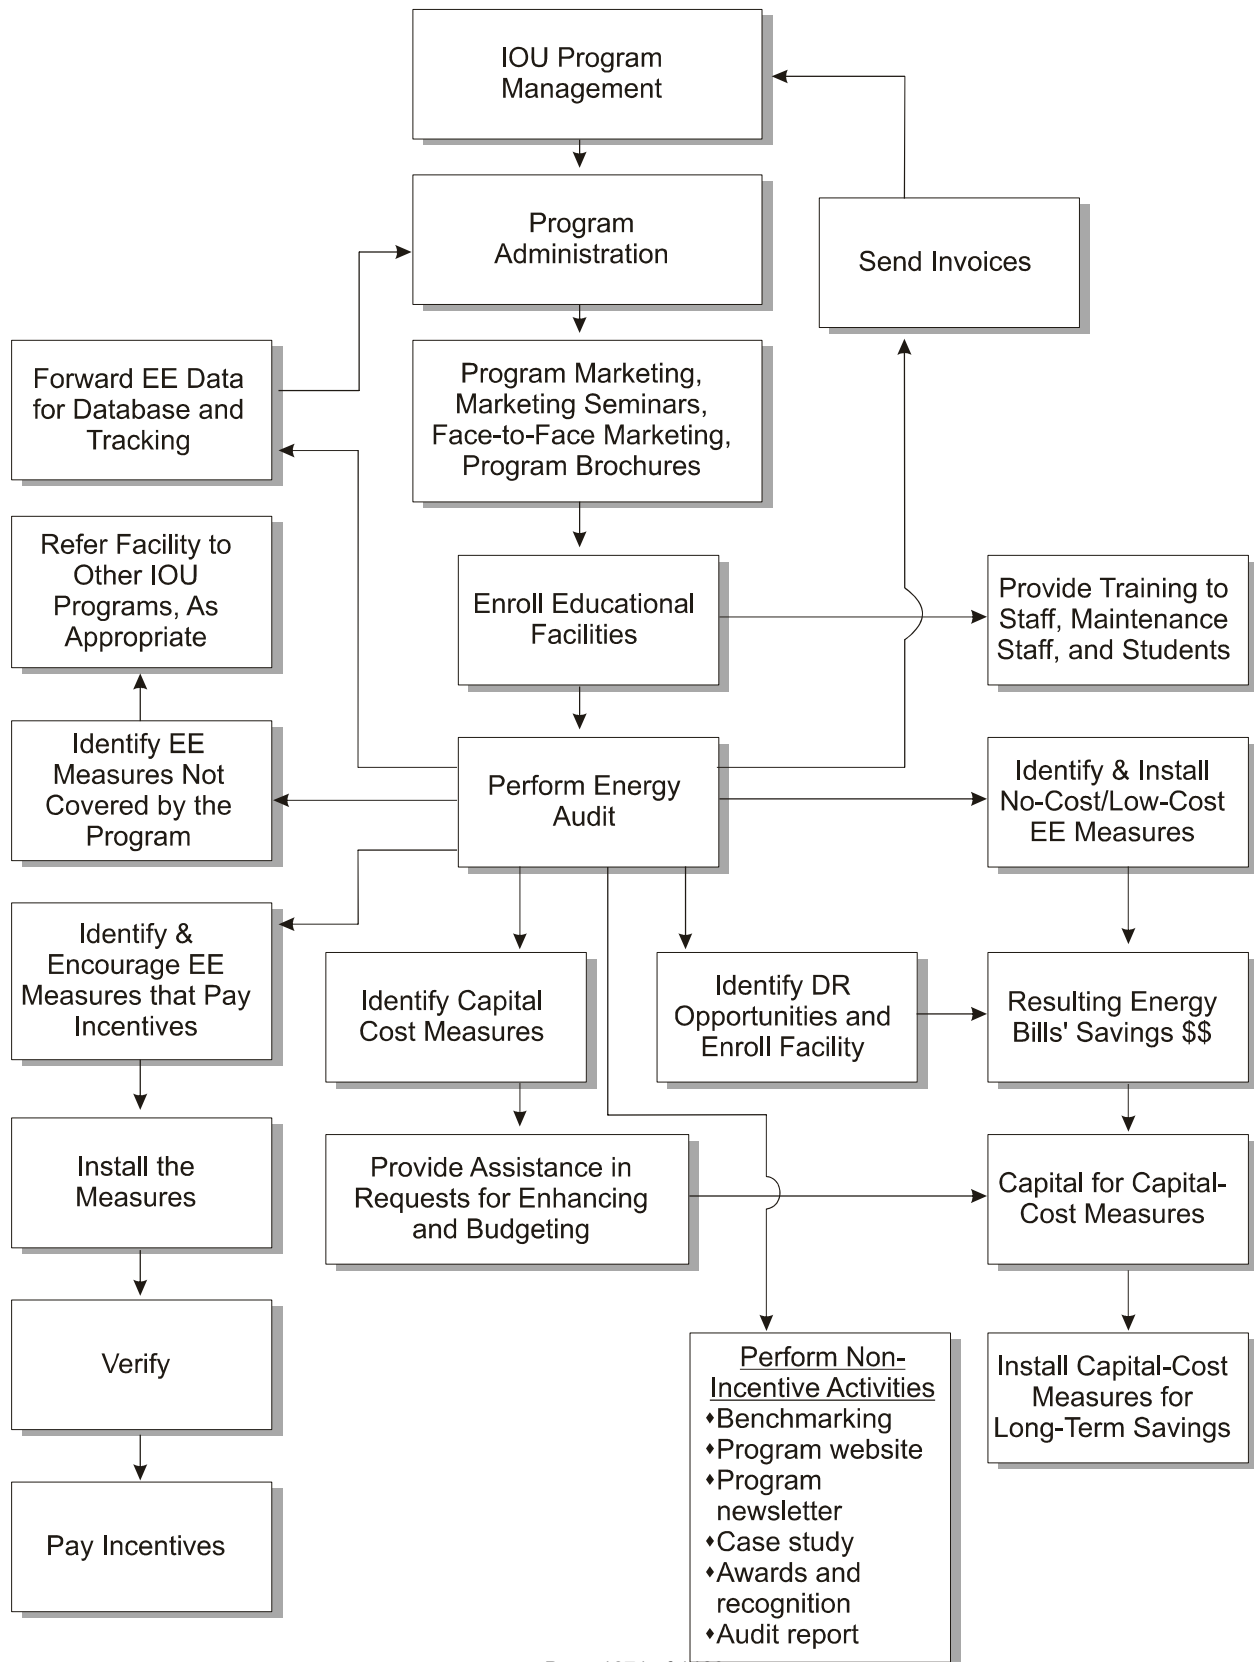 IOU Program
Management
Program
Administration
Send Invoices
Forward EE Data
for Database and
Tracking
Program Marketing,
Marketing Seminars,
Face-to-Face Marketing,
Program Brochures
Refer Facility to
Other IOU
Programs, As
Appropriate
Enroll Educational
Facilities
Provide Training to
Staff, Maintenance
Staff, and Students
Identify EE
Measures Not
Covered by the
Program
Perform Energy
Audit
Identify & Install
No-Cost/Low-Cost
EE Measures
Identify &
Encourage EE
Measures that Pay
Incentives
Identify Capital
Cost Measures
Identify DR
Opportunities and
Enroll Facility
Resulting Energy
Bills' Savings $$
Install the
Measures
Provide Assistance in
Requests for Enhancing
and Budgeting
Capital for Capital-
Cost Measures
Verify
Perform Non-
Incentive Activities
♦Benchmarking
♦Program website
♦Program
newsletter
♦Case study
♦Awards and
recognition
♦Audit report
Install Capital-Cost
Measures for
Long-Term Savings
Pay Incentives